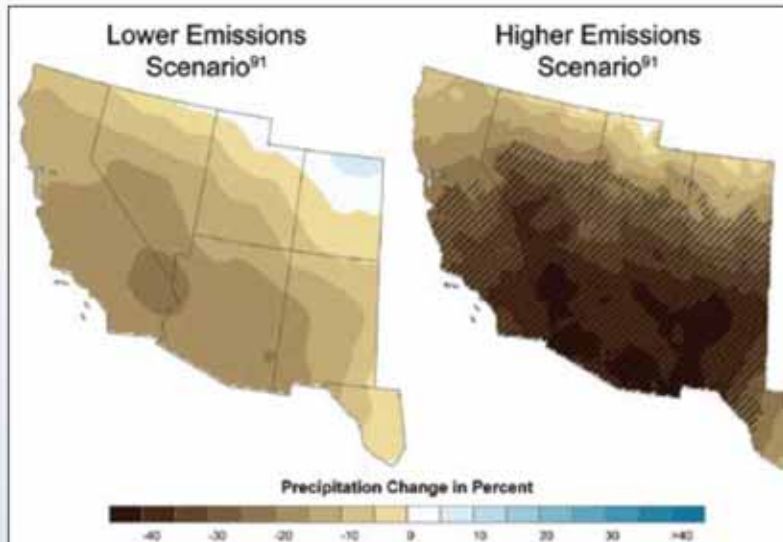 Lower Emissions
Scenario91
Higher Emissions
Scenario91
Precipitation Change in Percent
-40 -30 -20 -10 0 10 20 30 >40